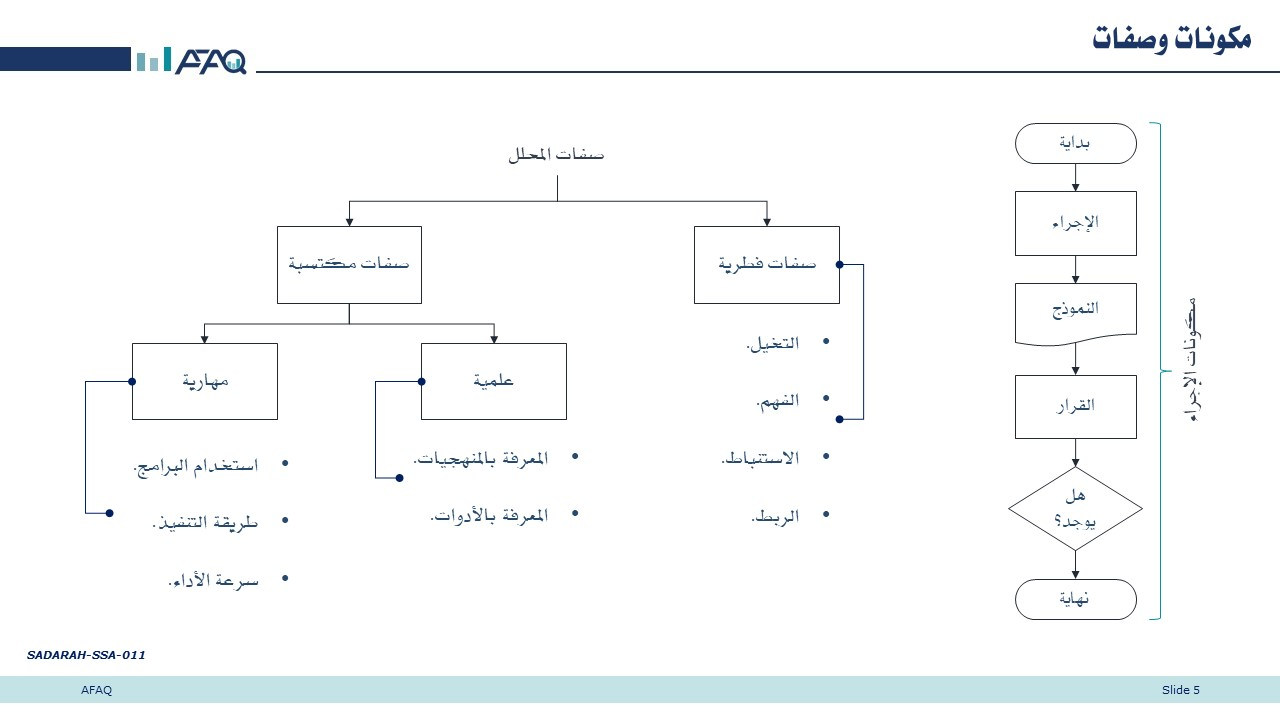 مكونات وصفات
AFAQ
بداية
الإجراء
النموذج
القرار
هل
يوجد؟
نهاية
مكونات الإجراء
صفات المحلل
صفات فطرية
التخيل.
الفهم.
الاستنباط.
الربط.
صفات مكتسبة
علمية
المعرفة بالمنهجيات.
المعرفة بالأدوات.
مهارية
استخدام البرامج.
طريقة التنفيذ.
سرعة الأداء.
SADARAH-SSA-011
AFAQ
Slide 5